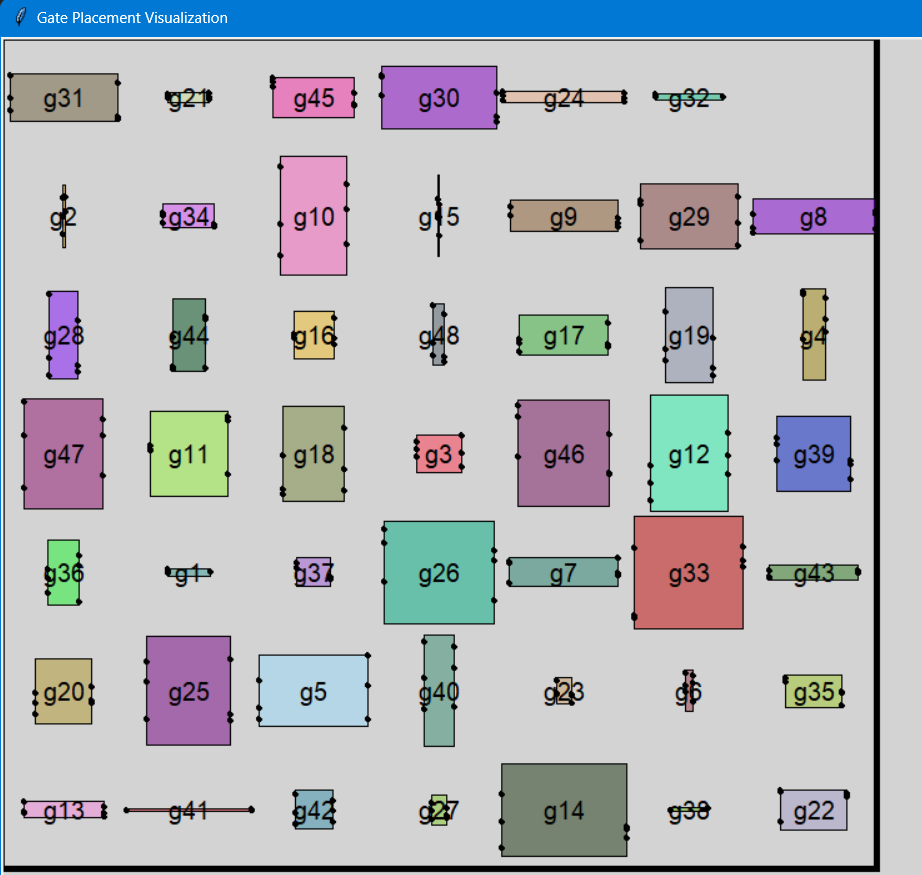 Gate Placement Visualization
g31 g21 g45 g30 g24 g32
g2 g34 g10 g15 g9 g29 g8
g28 g44 g16 g48 g17 g19 g4
g47 g11 g18 g3 g46 g12 g39
g36 g1 g37 g26 g7 g33 g43
g20 g25 g5 g40 g23 g6 g35
g13 g41 g42 g27 g14 g38 g22